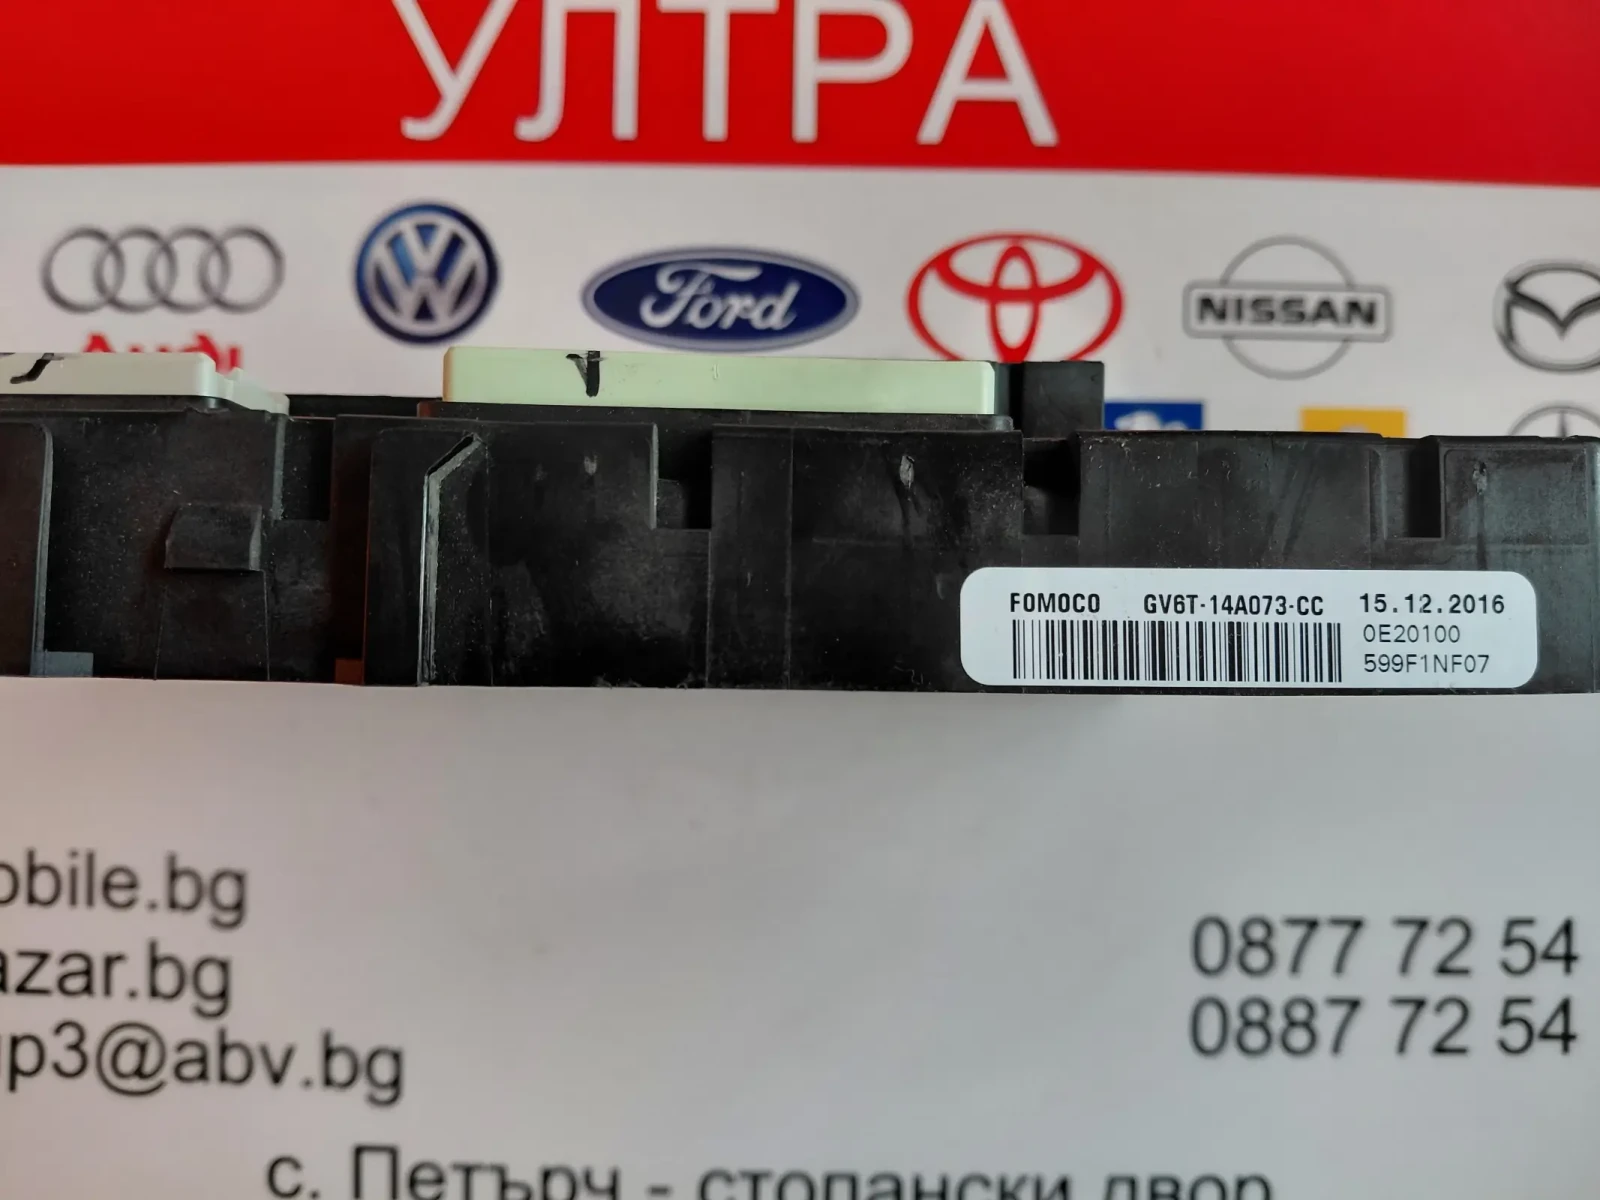 УЛТРА
Audi
Ford
NISSAN
FOMOCO GV6T-14A073-CC 15.12.2016
0E20100
599F1NF07
obile.bg
azar.bg
up3@abv.bg
0877 72 54
0887 72 54
с. Петърч - стопански двор